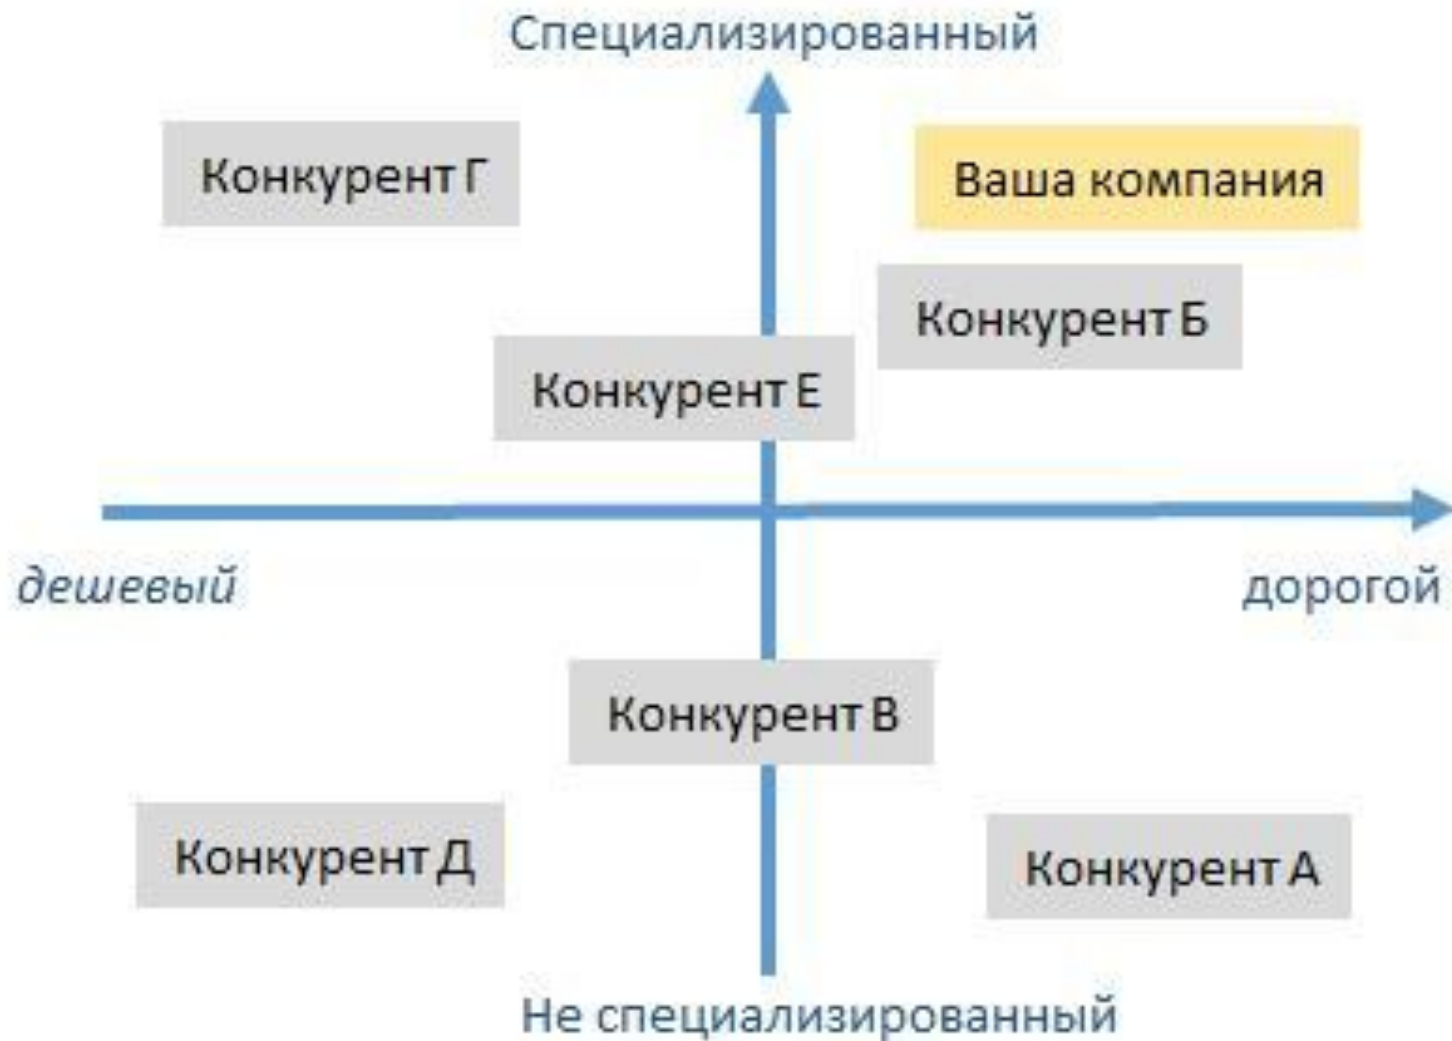 Специализированный
Конкурент Г
Ваша компания
Конкурент Б
Конкурент Е
дешевый
дорогой
Конкурент В
Конкурент Д
Конкурент А
Не специализированный